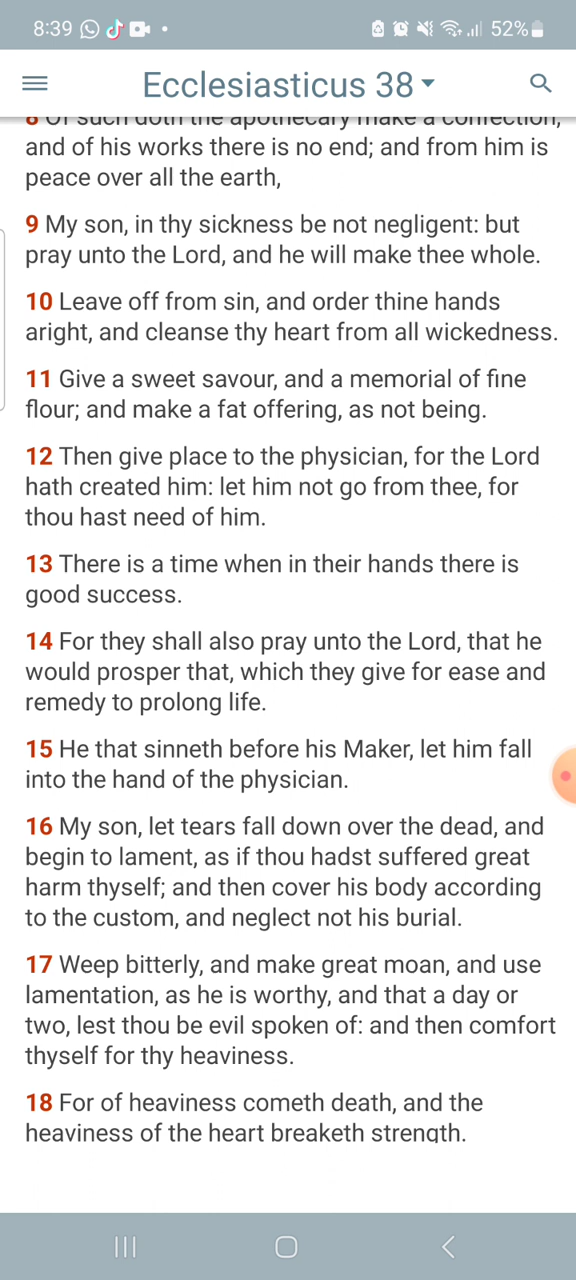 8:39 52%
Ecclesiasticus 38
8 Of such doth the apothecary make a confection,
and of his works there is no end; and from him is
peace over all the earth,
9 My son, in thy sickness be not negligent: but
pray unto the Lord, and he will make thee whole.
10 Leave off from sin, and order thine hands
aright, and cleanse thy heart from all wickedness.
11 Give a sweet savour, and a memorial of fine
flour; and make a fat offering, as not being.
12 Then give place to the physician, for the Lord
hath created him: let him not go from thee, for
thou hast need of him.
13 There is a time when in their hands there is
good success.
14 For they shall also pray unto the Lord, that he
would prosper that, which they give for ease and
remedy to prolong life.
15 He that sinneth before his Maker, let him fall
into the hand of the physician.
16 My son, let tears fall down over the dead, and
begin to lament, as if thou hadst suffered great
harm thyself; and then cover his body according
to the custom, and neglect not his burial.
17 Weep bitterly, and make great moan, and use
lamentation, as he is worthy, and that a day or
two, lest thou be evil spoken of: and then comfort
thyself for thy heaviness.
18 For of heaviness cometh death, and the
heaviness of the heart breaketh strength.